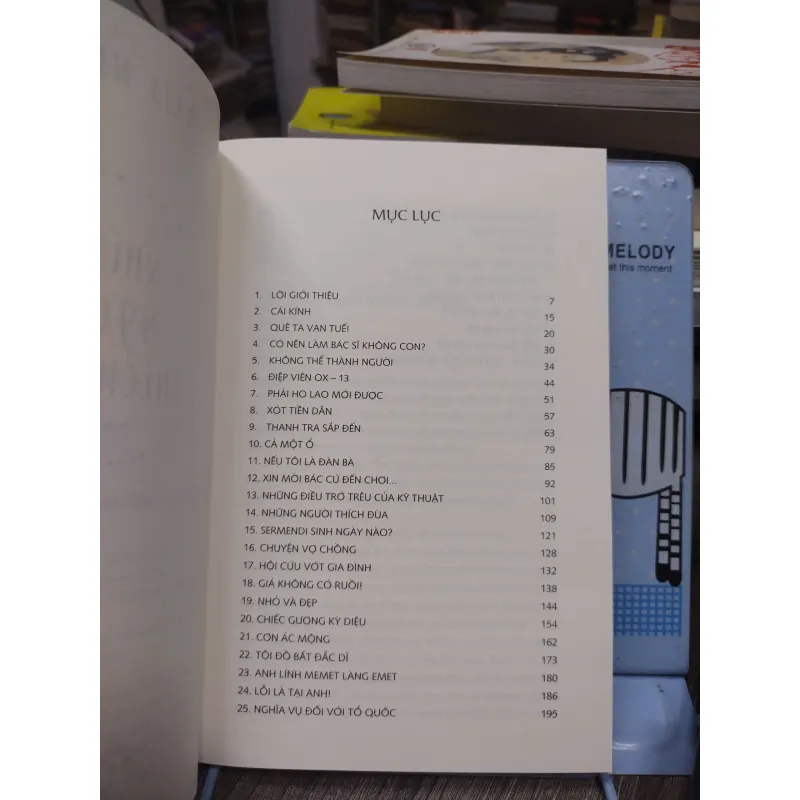 MỤC LỤC
1. LỜI GIỚI THIỆU 7
2. CÁI KÍNH 15
3. QUÊ TA VẠN TUẾ! 20
4. CÓ NÊN LÀM BÁC SĨ KHÔNG CON? 30
5. KHÔNG THỂ THÀNH NGƯỜI 34
6. ĐIỆP VIÊN OX – 13 44
7. PHẢI HO LAO MỚI ĐƯỢC 51
8. XÓT TIỀN DÂN 57
9. THANH TRA SẮP ĐẾN 63
10. CẢ MỘT Ổ 79
11. NẾU TÔI LÀ ĐÀN BÀ 85
12. XIN MỜI BÁC CỨ ĐẾN CHƠI... 92
13. NHỮNG ĐIỀU TRỚ TRÊU CỦA KỸ THUẬT 101
14. NHỮNG NGƯỜI THÍCH ĐÙA 109
15. SERMENDI SINH NGÀY NÀO? 121
16. CHUYỆN VỢ CHỒNG 128
17. HỘI CỨU VỚT GIA ĐÌNH 132
18. GIÁ KHÔNG CÓ RUỒI! 138
19. NHỎ VÀ ĐẸP 144
20. CHIẾC GƯƠNG KỲ DIỆU 154
21. CƠN ÁC MỘNG 162
22. TỘI ĐỒ BẤT ĐẮC DĨ 173
23. ANH LÍNH MEMET LÀNG EMET 180
24. LỖI LÀ TẠI ANH! 186
25. NGHĨA VỤ ĐỐI VỚI TỔ QUỐC 195
MELODY
this moment